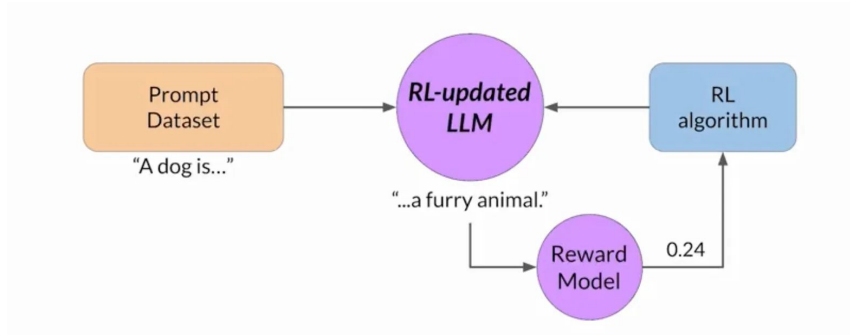 Prompt
Dataset
"A dog is..."
RL-updated
LLM
"...a furry animal."
RL
algorithm
Reward
Model
0.24